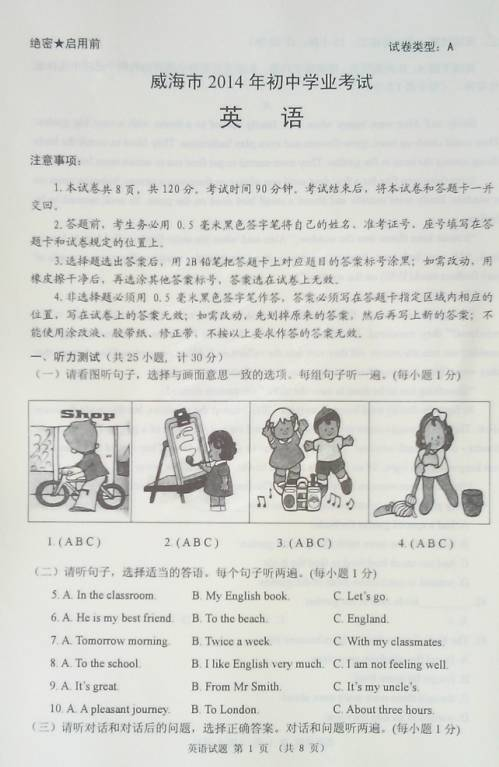 绝密★启用前
试卷类型：A
威海市 2014 年初中学业考试
英 语
注意事项：
1.本试卷共 8 页，共 120 分。考试时间 90 分钟。考试结束后，将本试卷和答题卡一并
交回。
2.答题前，考生务必用 0.5 毫米黑色签字笔将自己的姓名、准考证号、座号填写在答
题卡和试卷规定的位置上。
3.选择题选出答案后，用 2B 铅笔把答题卡上对应题目的答案标号涂黑；如需改动，用
橡皮擦干净后，再选涂其他答案标号，答案选在试卷上无效。
4.非选择题必须用 0.5 毫米黑色签字笔作答，答案必须写在答题卡指定区域内相应的
位置，写在试卷上的答案无效；如需改动，先划掉原来的答案，然后再写上新的答案；不
能使用涂改液、胶带纸、修正带。不按以上要求作答的答案无效。
一、听力测试（共 25 小题，计 30 分）
（一）请看图听句子，选择与画面意思一致的选项。每组句子听一遍。(每小题 1 分)
Shop
1. ( A B C ) 2. ( A B C ) 3. ( A B C ) 4. ( A B C )
（二）请听句子，选择适当的答语。每个句子听两遍。(每小题 1 分)
5. A. In the classroom. B. My English book. C. Let's go.
6. A. He is my best friend. B. To the beach. C. England.
7. A. Tomorrow morning. B. Twice a week. C. With my classmates.
8. A. To the school. B. I like English very much. C. I am not feeling well.
9. A. It's great. B. From Mr Smith. C. It's my uncle's.
10. A. A pleasant journey. B. To London. C. About three hours.
（三）请听对话和对话后的问题，选择正确答案。对话和问题听两遍。(每小题 1 分)
英语试题 第 1 页 （共 8 页）